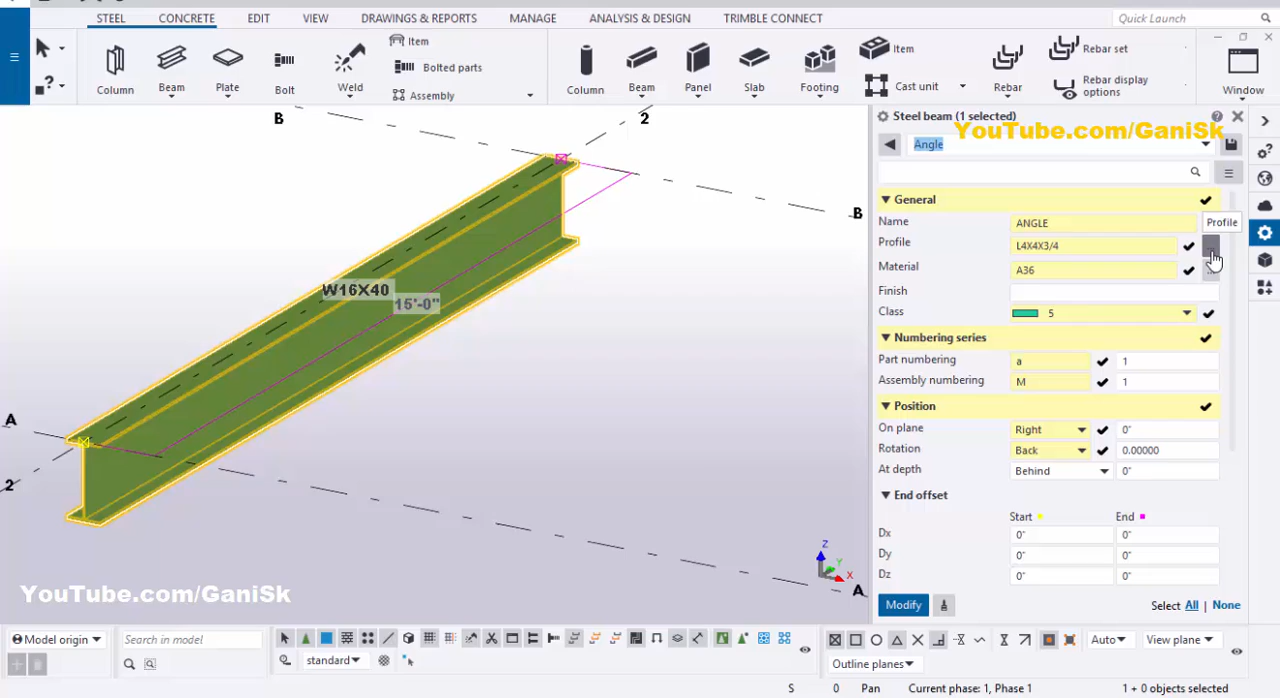 STEEL CONCRETE EDIT VIEW DRAWINGS & REPORTS MANAGE ANALYSIS & DESIGN TRIMBLE CONNECT Quick Launch
Column Beam Plate Bolt Weld Item Bolted parts Assembly
Column Beam Panel Slab Footing Item Cast unit Rebar Rebar set Rebar display options Window
B
2
B
A
2
A
W16X40
15'-0"
Z
Y
X
YouTube.com/GaniSk
Steel beam (1 selected)
YouTube.com/GaniSk
Angle
General
Name ANGLE Profile
Profile L4X4X3/4 ...
Material A36 ...
Finish
Class 5
Numbering series
Part numbering a 1
Assembly numbering M 1
Position
On plane Right 0"
Rotation Back 0.00000
At depth Behind 0"
End offset
Start End
Dx 0" 0"
Dy 0" 0"
Dz 0" 0"
Modify Select All | None
Model origin Search in model
standard
Auto View plane
Outline planes
S 0 Pan Current phase: 1, Phase 1 1 + 0 objects selected